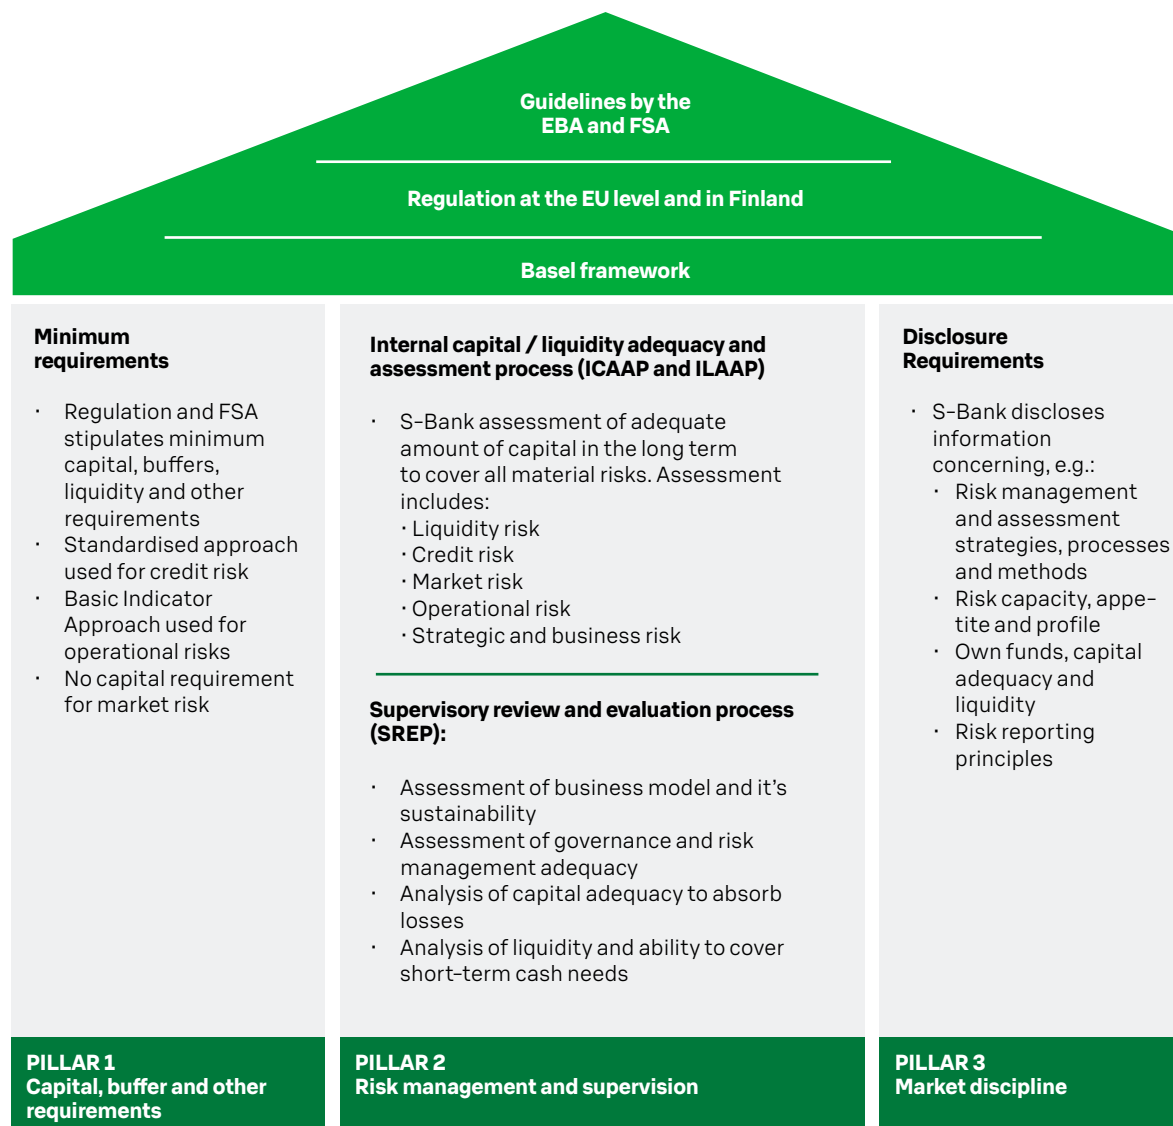 Guidelines by the
EBA and FSA
Regulation at the EU level and in Finland
Basel framework
Minimum
requirements
· Regulation and FSA
stipulates minimum
capital, buffers,
liquidity and other
requirements
· Standardised approach
used for credit risk
· Basic Indicator
Approach used for
operational risks
· No capital requirement
for market risk
PILLAR 1
Capital, buffer and other
requirements
Internal capital / liquidity adequacy and
assessment process (ICAAP and ILAAP)
· S-Bank assessment of adequate
amount of capital in the long term
to cover all material risks. Assessment
includes:
· Liquidity risk
· Credit risk
· Market risk
· Operational risk
· Strategic and business risk
Supervisory review and evaluation process
(SREP):
· Assessment of business model and it's
sustainability
· Assessment of governance and risk
management adequacy
· Analysis of capital adequacy to absorb
losses
· Analysis of liquidity and ability to cover
short-term cash needs
PILLAR 2
Risk management and supervision
Disclosure
Requirements
· S-Bank discloses
information
concerning, e.g.:
· Risk management
and assessment
strategies, processes
and methods
· Risk capacity, appe-
tite and profile
· Own funds, capital
adequacy and
liquidity
· Risk reporting
principles
PILLAR 3
Market discipline